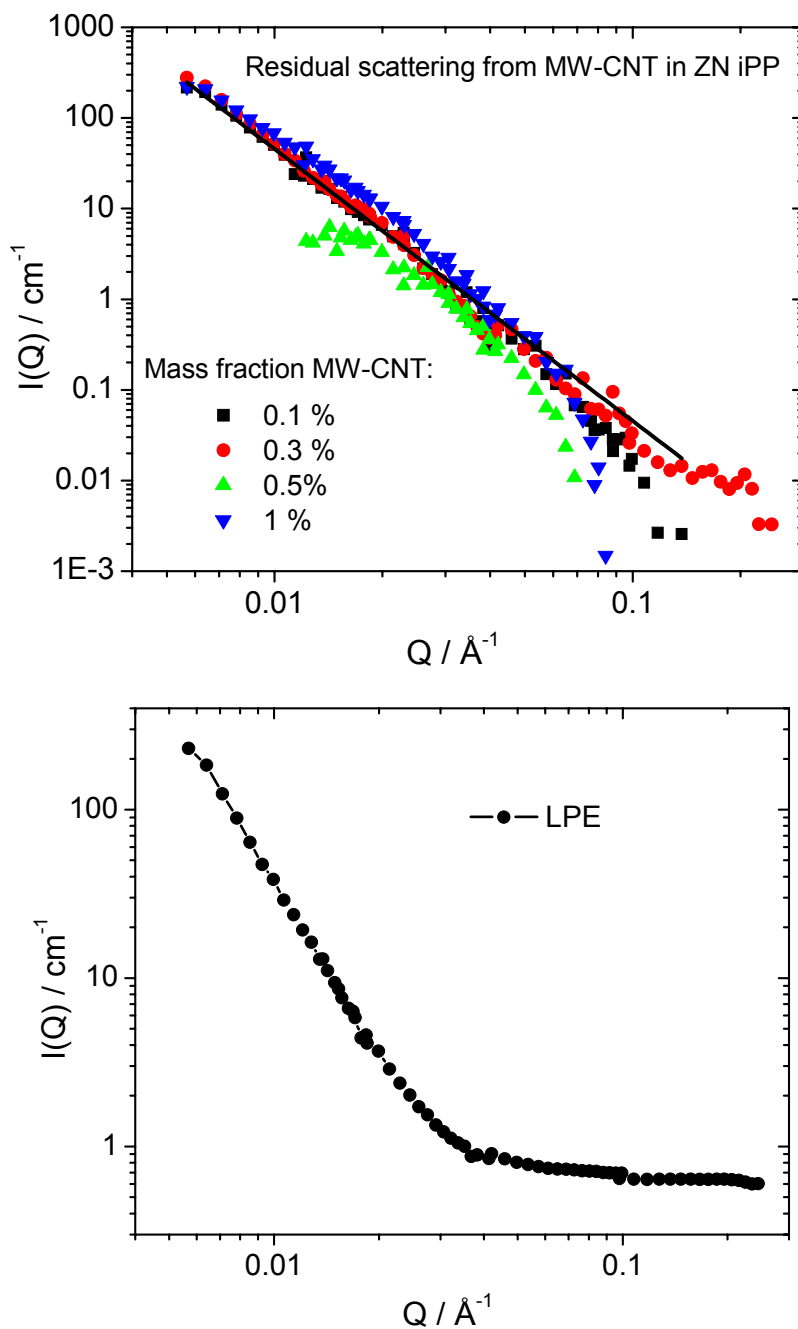 1000
Residual scattering from MW-CNT in ZN iPP
100
10
1
0.1
0.01
1E-3
I(Q) / cm⁻¹
Mass fraction MW-CNT:
0.1 %
0.3 %
0.5%
1 %
0.01
0.1
Q / Å⁻¹
100
10
1
I(Q) / cm⁻¹
LPE
0.01
0.1
Q / Å⁻¹